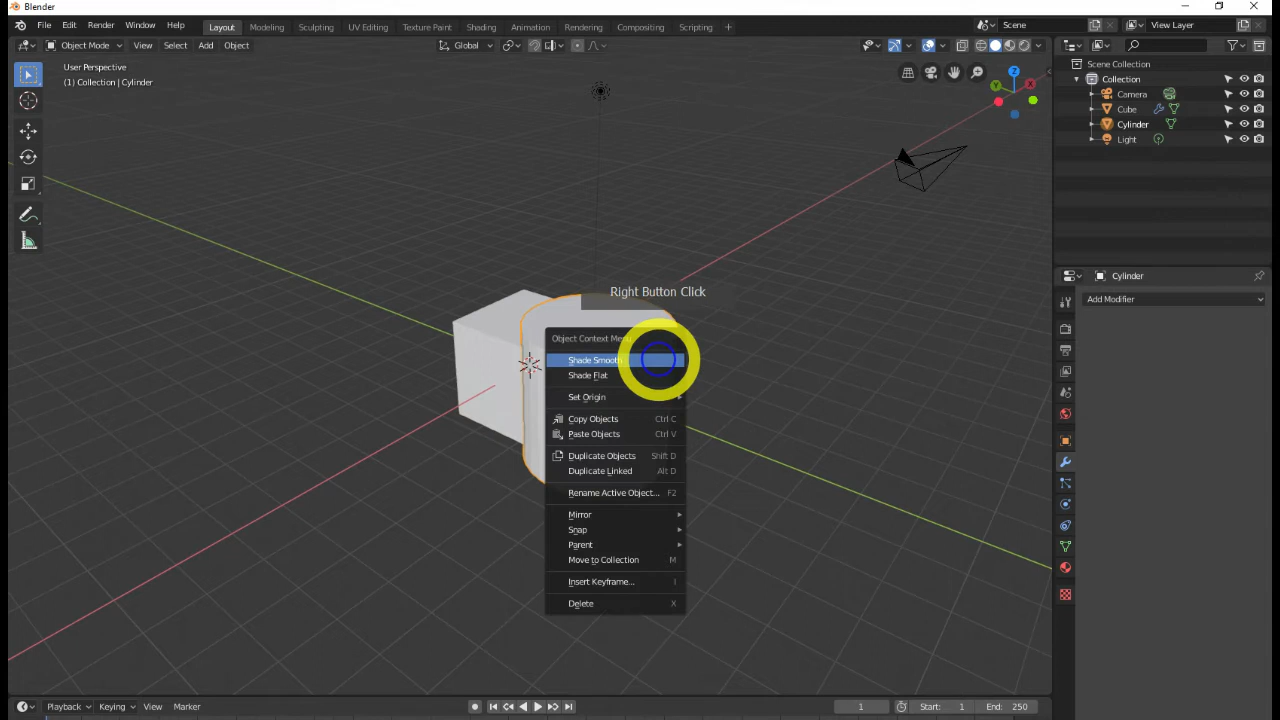 Blender
File Edit Render Window Help
Layout Modeling Sculpting UV Editing Texture Paint Shading Animation Rendering Compositing Scripting +
Scene
View Layer
Object Mode View Select Add Object
Global
User Perspective
(1) Collection | Cylinder
Z
Y
X
Scene Collection
Collection
Camera
Cube
Cylinder
Light
Cylinder
Add Modifier
Right Button Click
Object Context Menu
Shade Smooth
Shade Flat
Set Origin
Copy Objects Ctrl C
Paste Objects Ctrl V
Duplicate Objects Shift D
Duplicate Linked Alt D
Rename Active Object... F2
Mirror
Snap
Parent
Move to Collection M
Insert Keyframe... I
Delete X
Playback Keying View Marker
1
Start: 1
End: 250